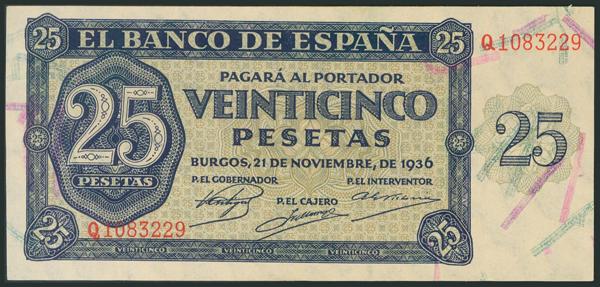 25 EL BANCO DE ESPAÑA 25 Q1083229
PAGARÁ AL PORTADOR
VEINTICINCO
PESETAS
25
PESETAS
25
BURGOS, 21 DE NOVIEMBRE, DE 1936
P. EL GOBERNADOR P. EL INTERVENTOR
P. EL CAJERO
Q1083229
25 VEINTICINCO VEINTICINCO VEINTICINCO 25